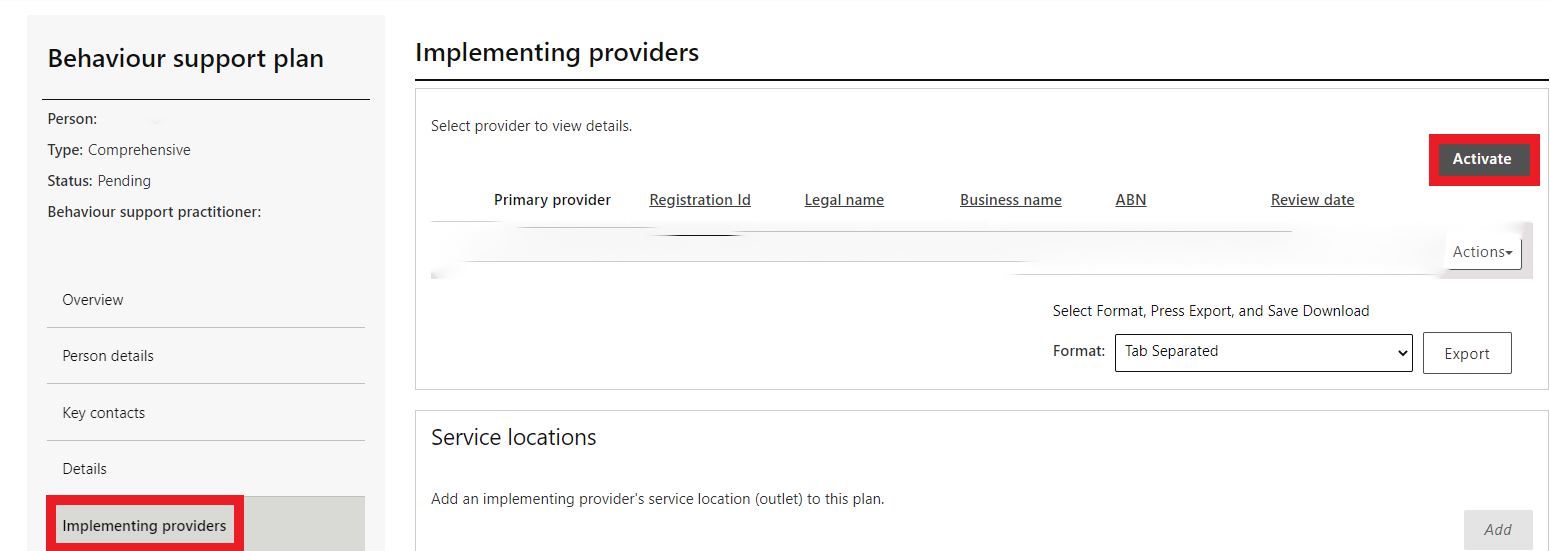 Behaviour support plan
Person:
Type: Comprehensive
Status: Pending
Behaviour support practitioner:
Overview
Person details
Key contacts
Details
Implementing providers
Implementing providers
Select provider to view details.
Activate
Primary provider Registration Id Legal name Business name ABN Review date
Actions
Select Format, Press Export, and Save Download
Format: Tab Separated Export
Service locations
Add an implementing provider's service location (outlet) to this plan.
Add